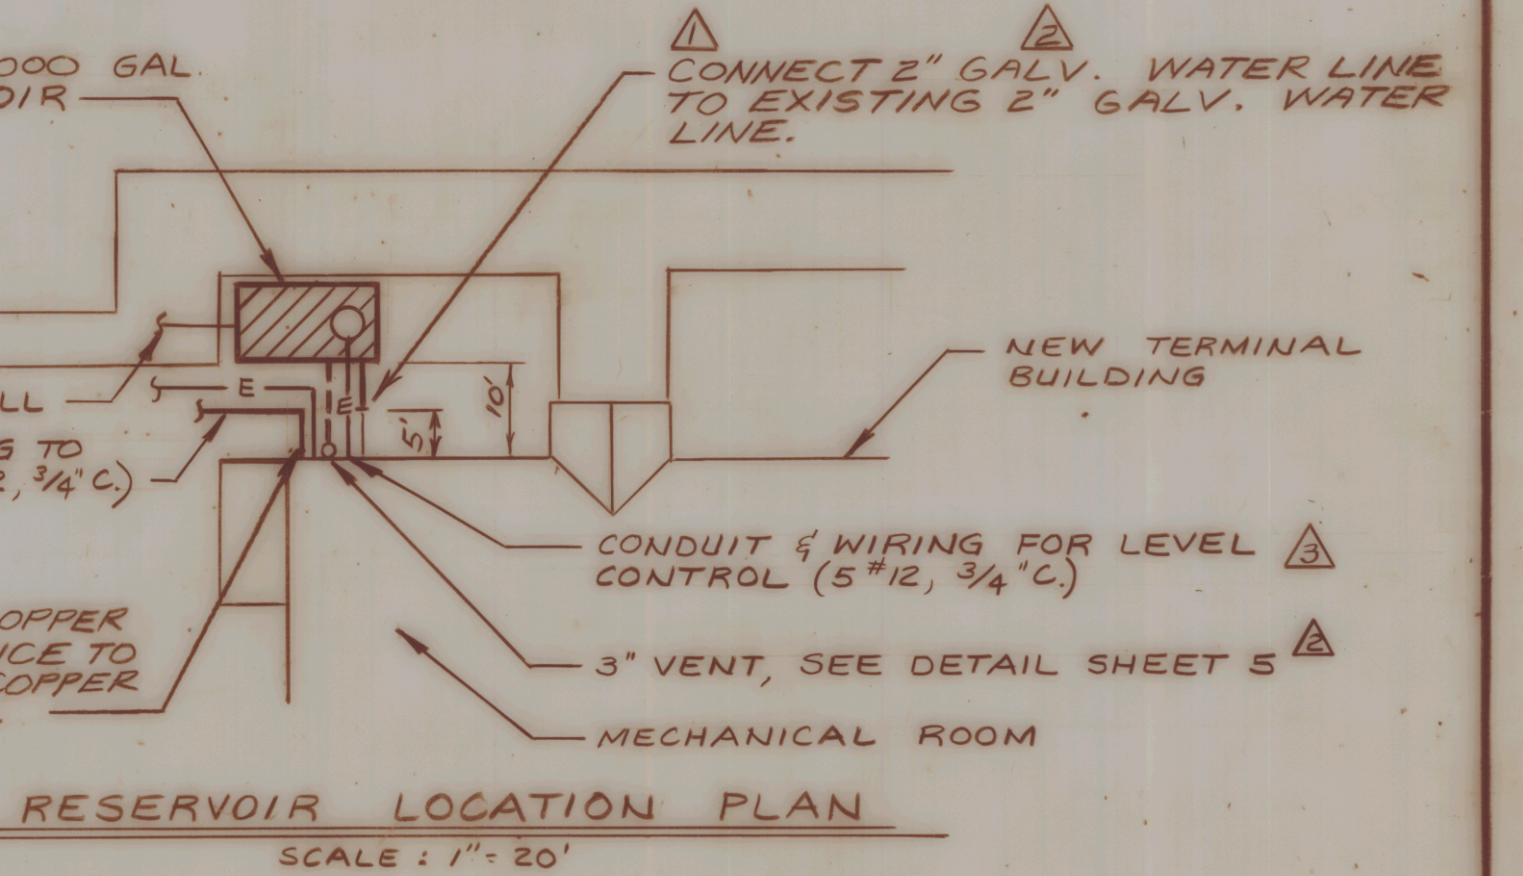 1
2
CONNECT 2" GALV. WATER LINE
TO EXISTING 2" GALV. WATER
LINE.
000 GAL.
OIR
NEW TERMINAL
BUILDING
E
E
10'
5'
LL
G TO
2, 3/4" C.)
CONDUIT & WIRING FOR LEVEL
CONTROL (5 #12, 3/4 "C.)
3
OPPER
ICE TO
COPPER
3" VENT, SEE DETAIL SHEET 5
2
MECHANICAL ROOM
RESERVOIR LOCATION PLAN
SCALE : 1" = 20'